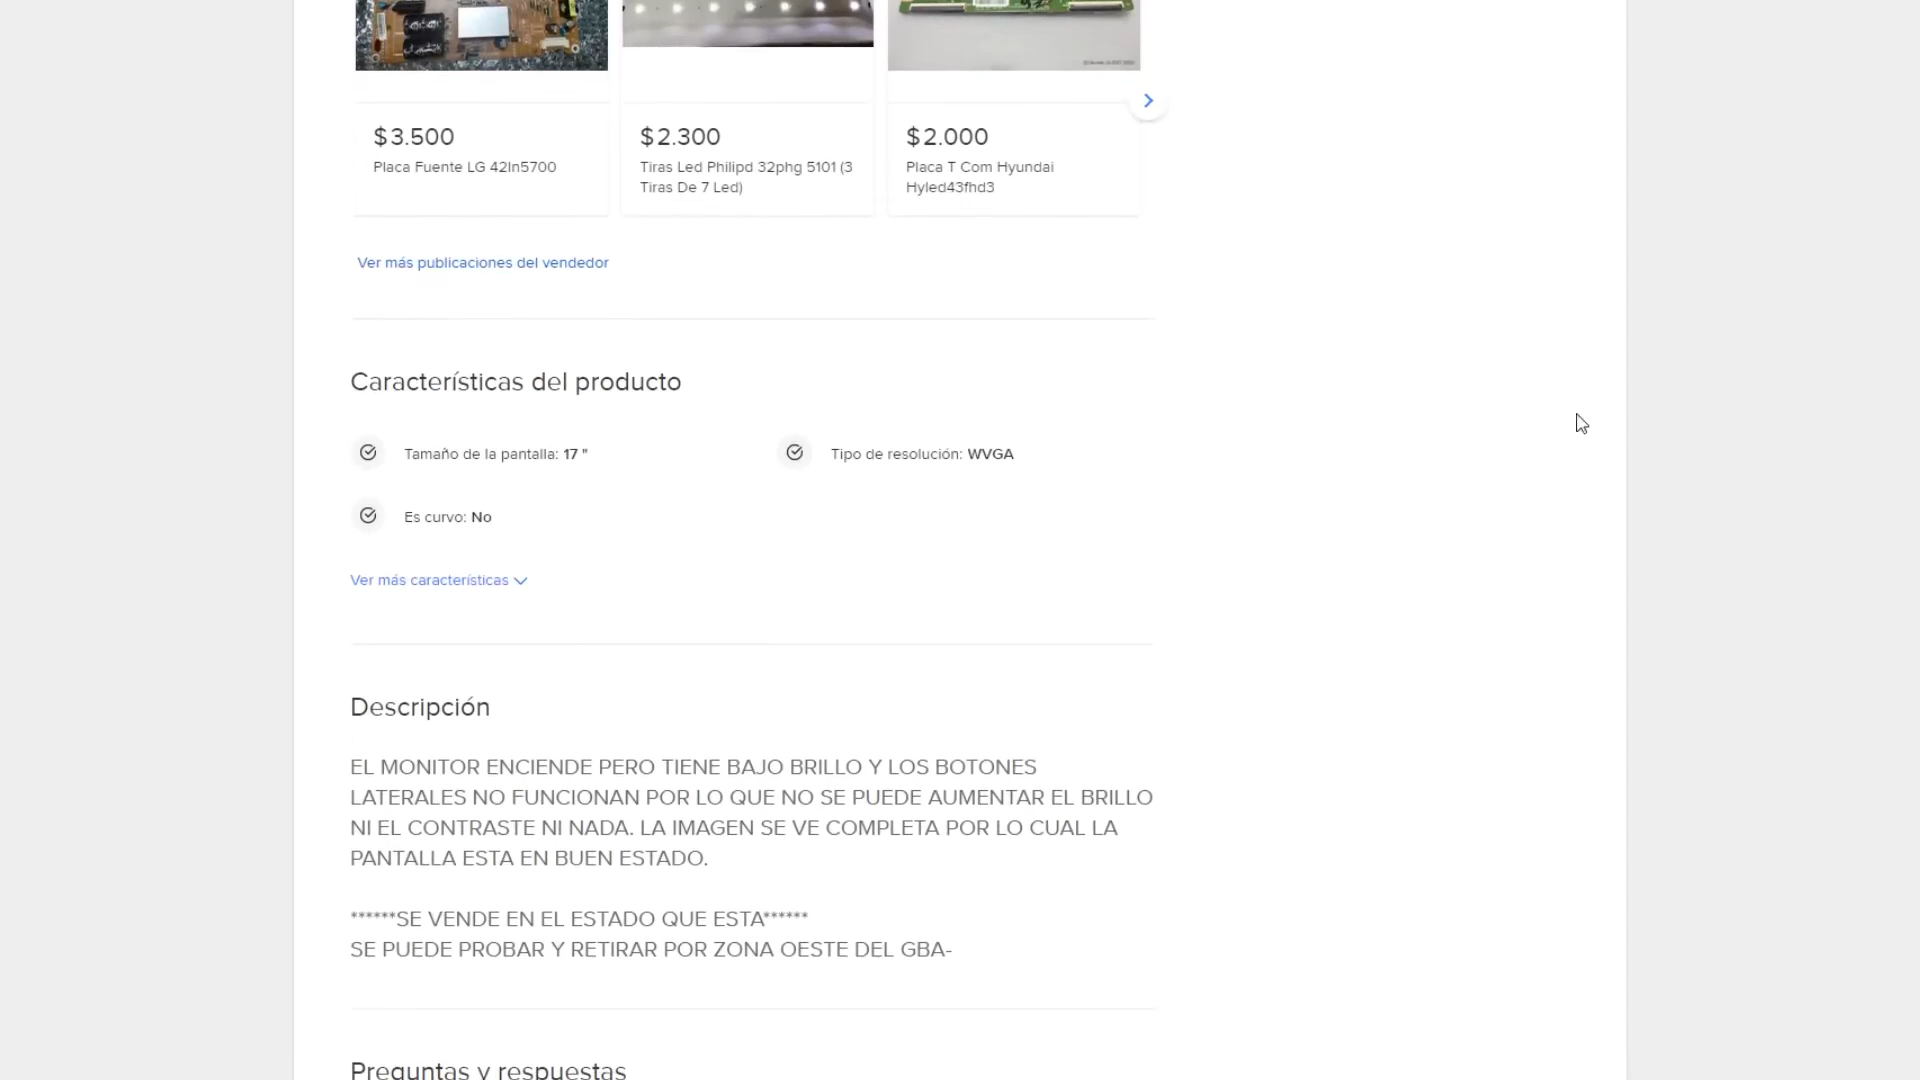 $3.500
$2.300
$2.000
Placa Fuente LG 42ln5700
Tiras Led Philipd 32phg 5101 (3
Tiras De 7 Led)
Placa T Com Hyundai
Hyled43fhd3
Ver más publicaciones del vendedor
Características del producto
Tamaño de la pantalla: 17 "
Tipo de resolución: WVGA
Es curvo: No
Ver más características
Descripción
EL MONITOR ENCIENDE PERO TIENE BAJO BRILLO Y LOS BOTONES
LATERALES NO FUNCIONAN POR LO QUE NO SE PUEDE AUMENTAR EL BRILLO
NI EL CONTRASTE NI NADA. LA IMAGEN SE VE COMPLETA POR LO CUAL LA
PANTALLA ESTA EN BUEN ESTADO.
******SE VENDE EN EL ESTADO QUE ESTA******
SE PUEDE PROBAR Y RETIRAR POR ZONA OESTE DEL GBA-
Preguntas y respuestas